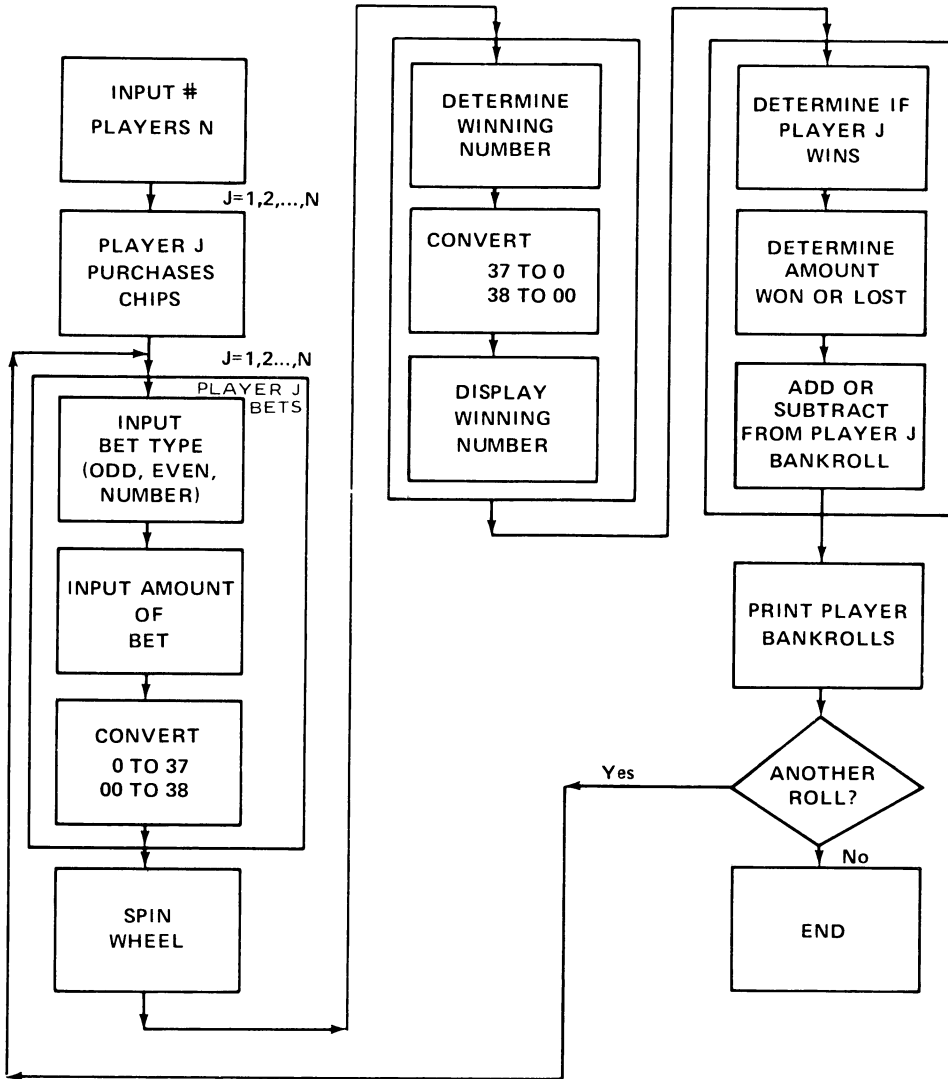 INPUT #
PLAYERS N
J=1,2,...,N
PLAYER J
PURCHASES
CHIPS
J=1,2...,N
PLAYER J
BETS
INPUT
BET TYPE
(ODD, EVEN,
NUMBER)
INPUT AMOUNT
OF
BET
CONVERT
0 TO 37
00 TO 38
SPIN
WHEEL
DETERMINE
WINNING
NUMBER
CONVERT
37 TO 0
38 TO 00
DISPLAY
WINNING
NUMBER
DETERMINE IF
PLAYER J
WINS
DETERMINE
AMOUNT
WON OR LOST
ADD OR
SUBTRACT
FROM PLAYER J
BANKROLL
PRINT PLAYER
BANKROLLS
ANOTHER
ROLL?
Yes
No
END